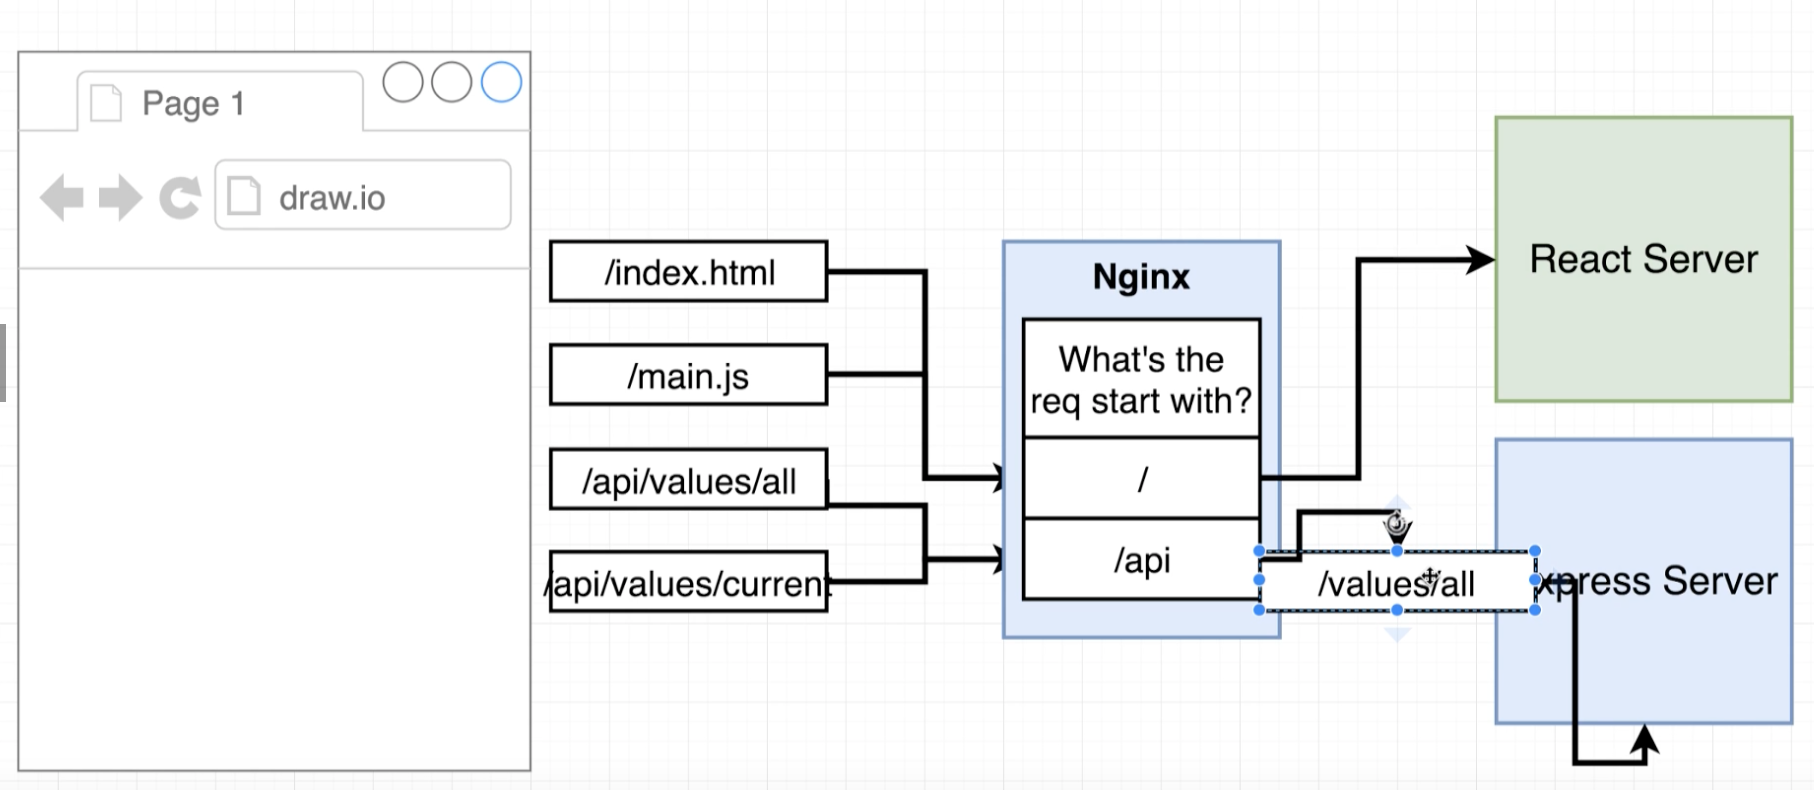 Page 1
draw.io
/index.html
/main.js
/api/values/all
/api/values/current
Nginx
What's the
req start with?
/
/api
/values/all
React Server
xpress Server